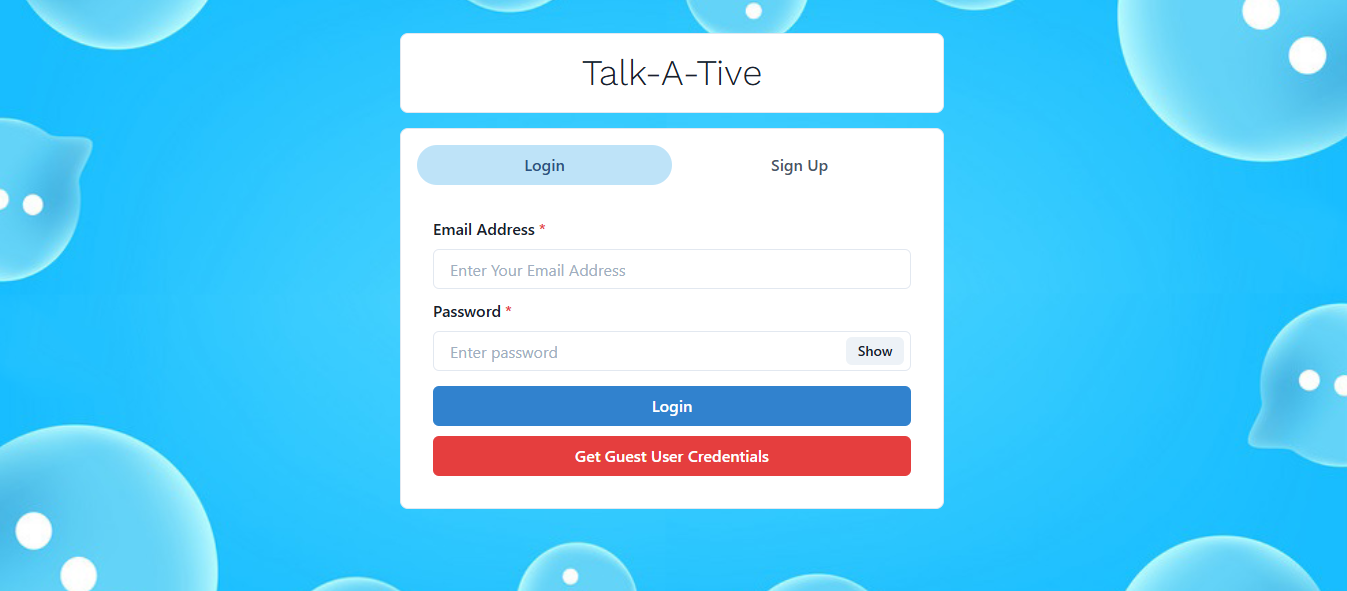 Talk-A-Tive
Login
Sign Up
Email Address *
Enter Your Email Address
Password *
Enter password
Show
Login
Get Guest User Credentials